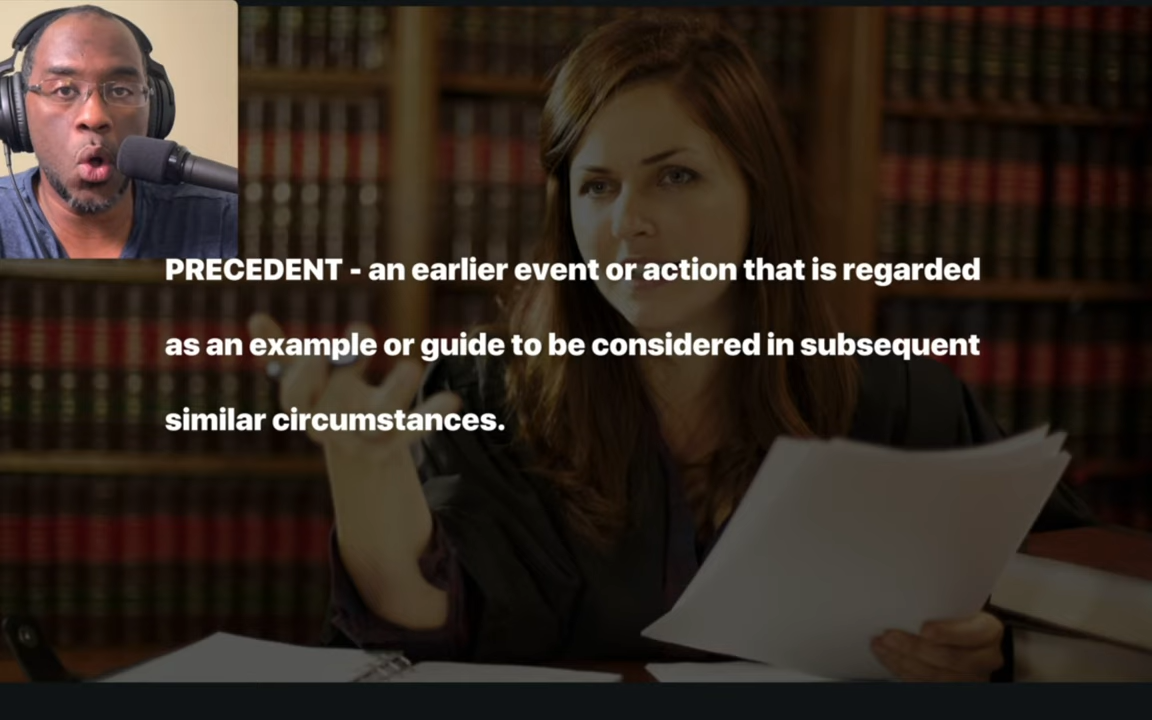 PRECEDENT - an earlier event or action that is regarded
as an example or guide to be considered in subsequent
similar circumstances.